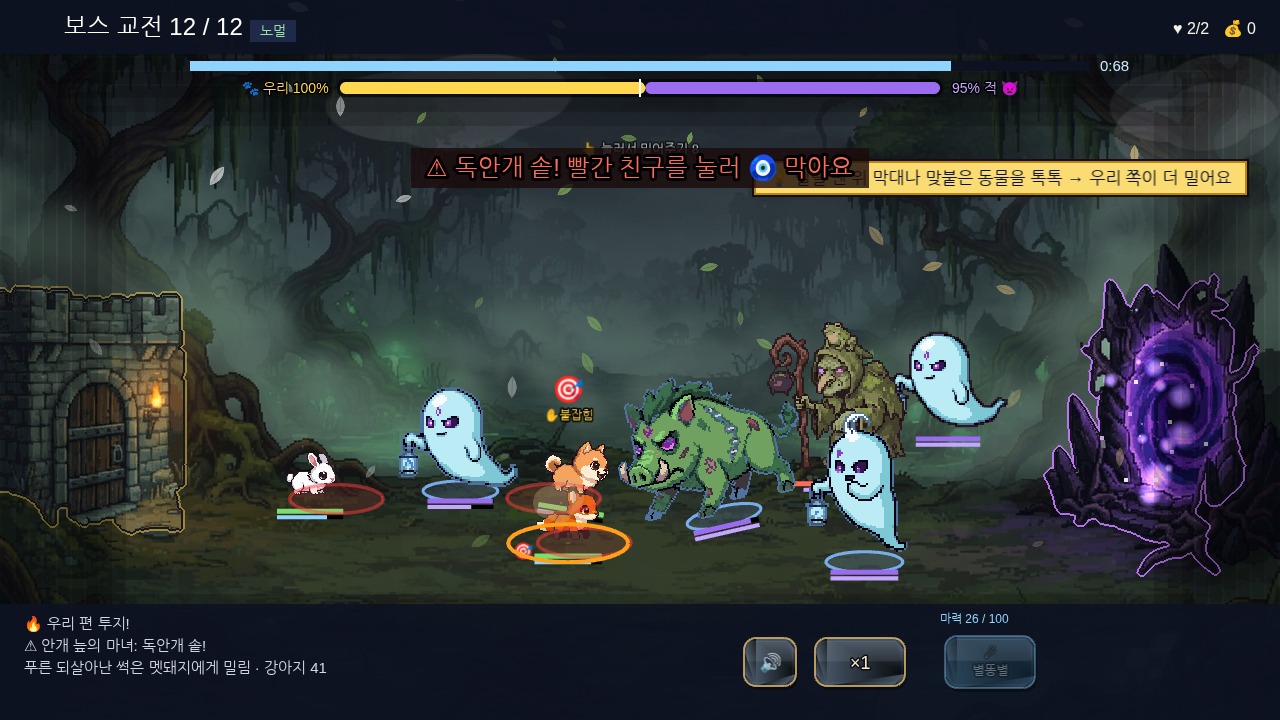 보스 교전 12 / 12
노멀
♥ 2/2
💰 0
0:68
🐾 우리 100%
95% 적 👿
⚠ 독안개 솥! 빨간 친구를 눌러 🧿 막아요
막대나 맞붙은 동물을 톡톡 → 우리 쪽이 더 밀어요
✋붙잡힘
🔥 우리 편 투지!
⚠ 안개 늪의 마녀: 독안개 솥!
푸른 되살아난 썩은 멧돼지에게 밀림 · 강아지 41
마력 26 / 100
×1
별똥별